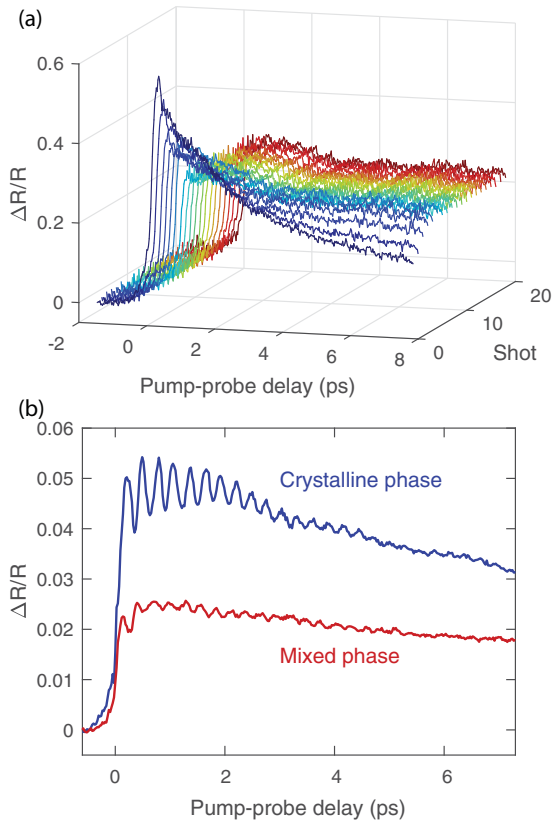 (a)
0.6
0.4
0.2
0
ΔR/R
-2
0
2
4
6
8
0
10
20
Shot
Pump-probe delay (ps)
(b)
0.06
0.05
0.04
0.03
0.02
0.01
0
ΔR/R
Crystalline phase
Mixed phase
0
2
4
6
Pump-probe delay (ps)